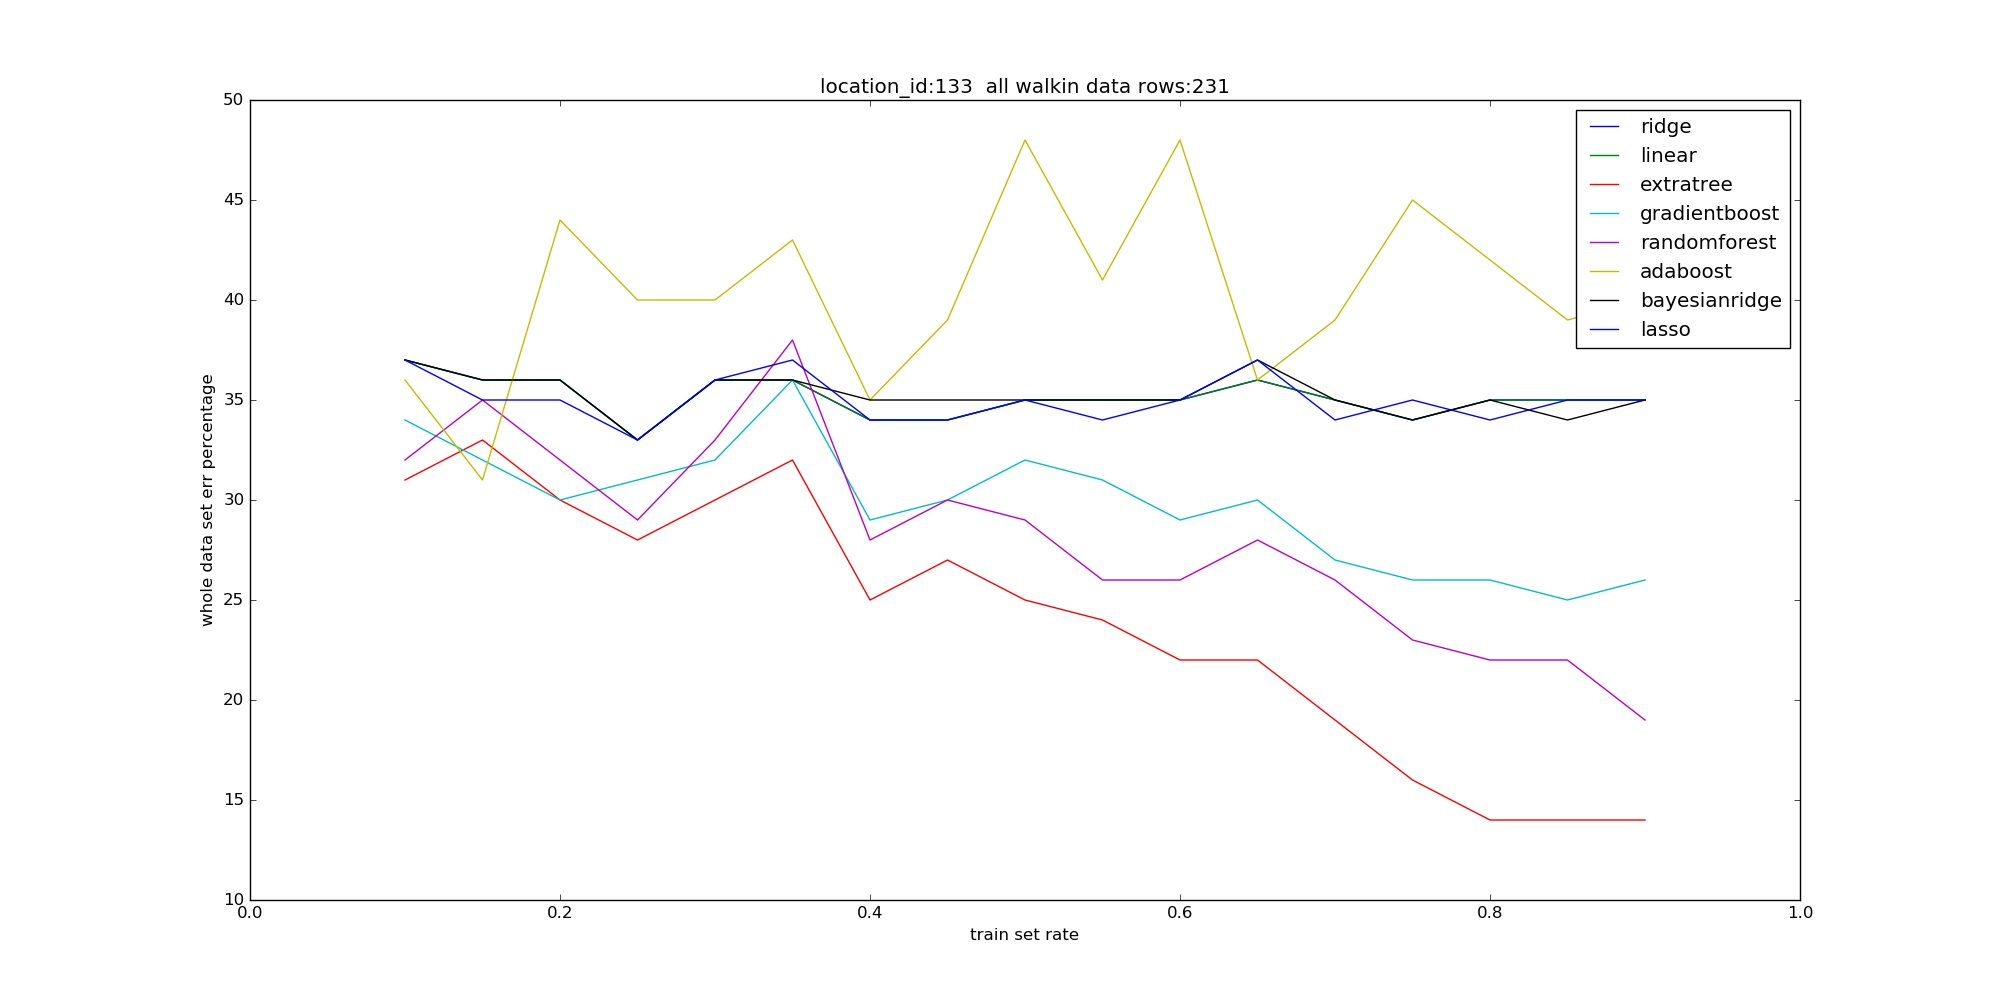 location_id:133  all walkin data rows:231
50
45
40
35
30
25
20
15
10
whole data set err percentage
0.0
0.2
0.4
0.6
0.8
1.0
train set rate
ridge
linear
extratree
gradientboost
randomforest
adaboost
bayesianridge
lasso